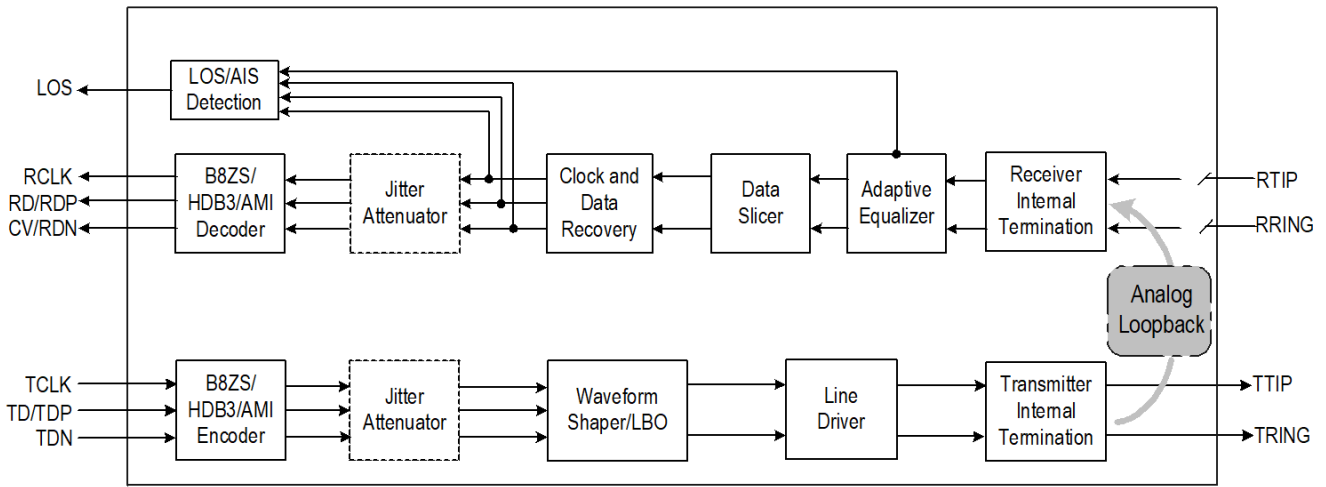 LOS
LOS/AIS
Detection
RCLK
RD/RDP
CV/RDN
B8ZS/
HDB3/AMI
Decoder
Jitter
Attenuator
Clock and
Data
Recovery
Data
Slicer
Adaptive
Equalizer
Receiver
Internal
Termination
RTIP
RRING
Analog
Loopback
TCLK
TD/TDP
TDN
B8ZS/
HDB3/AMI
Encoder
Jitter
Attenuator
Waveform
Shaper/LBO
Line
Driver
Transmitter
Internal
Termination
TTIP
TRING